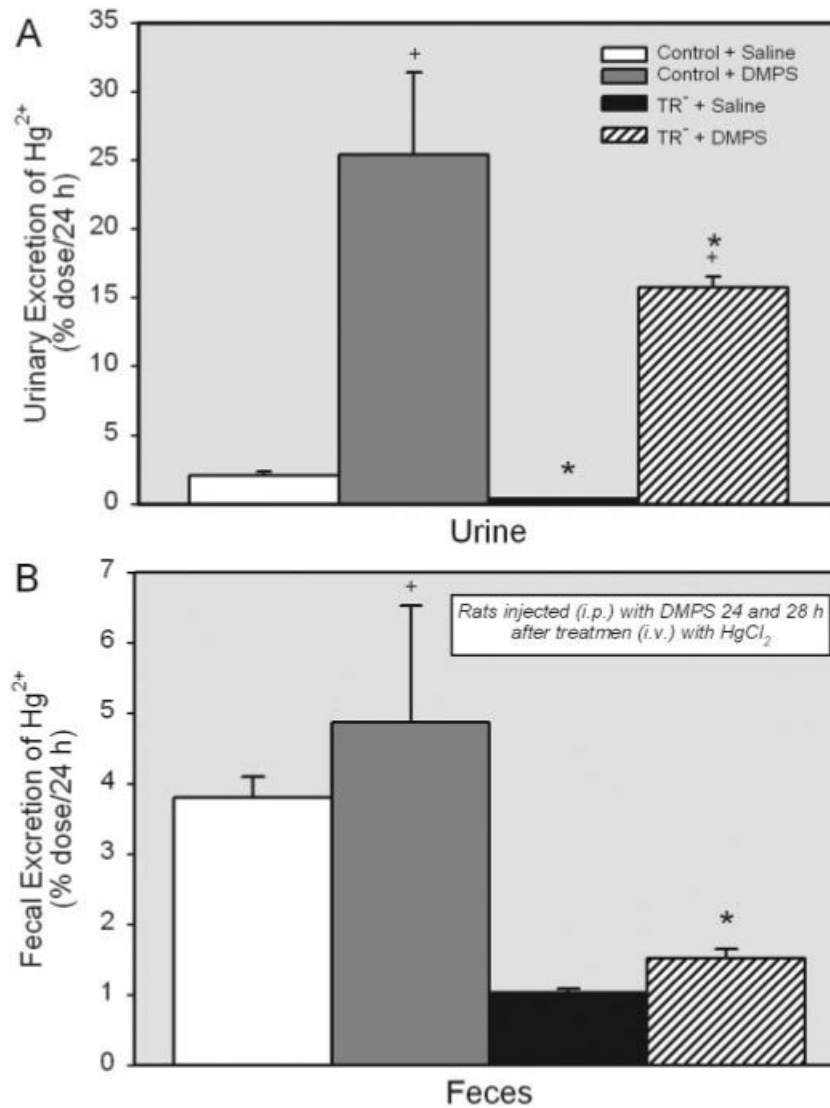 A
Urinary Excretion of Hg²⁺
(% dose/24 h)
35
30
25
20
15
10
5
0
+
*
*
+
Control + Saline
Control + DMPS
TR⁻ + Saline
TR⁻ + DMPS
Urine
B
Fecal Excretion of Hg²⁺
(% dose/24 h)
7
6
5
4
3
2
1
0
+
*
Rats injected (i.p.) with DMPS 24 and 28 h
after treatmen (i.v.) with HgCl₂
Feces